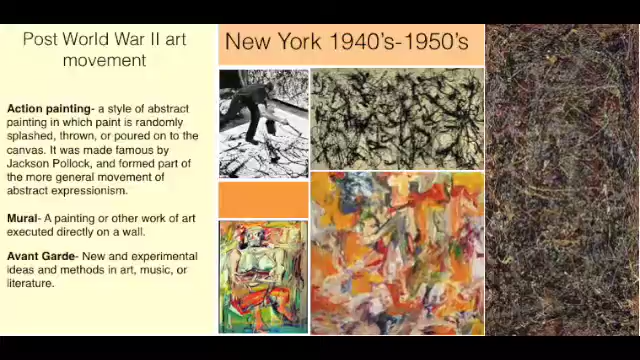 Post World War II art
movement
New York 1940's-1950's
Action painting- a style of abstract
painting in which paint is randomly
splashed, thrown, or poured on to the
canvas. It was made famous by
Jackson Pollock, and formed part of
the more general movement of
abstract expressionism.
Mural- A painting or other work of art
executed directly on a wall.
Avant Garde- New and experimental
ideas and methods in art, music, or
literature.